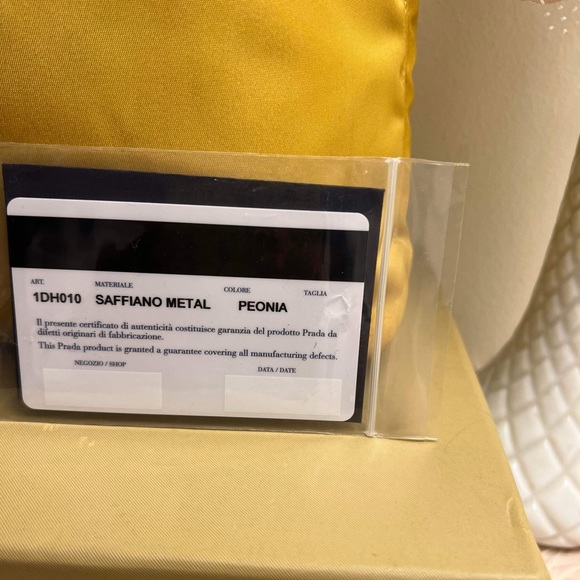 ART. MATERIALE COLORE TAGLIA
1DH010 SAFFIANO METAL PEONIA
Il presente certificato di autenticità costituisce garanzia del prodotto Prada da
difetti originari di fabbricazione.
This Prada product is granted a guarantee covering all manufacturing defects.
NEGOZIO / SHOP DATA / DATE